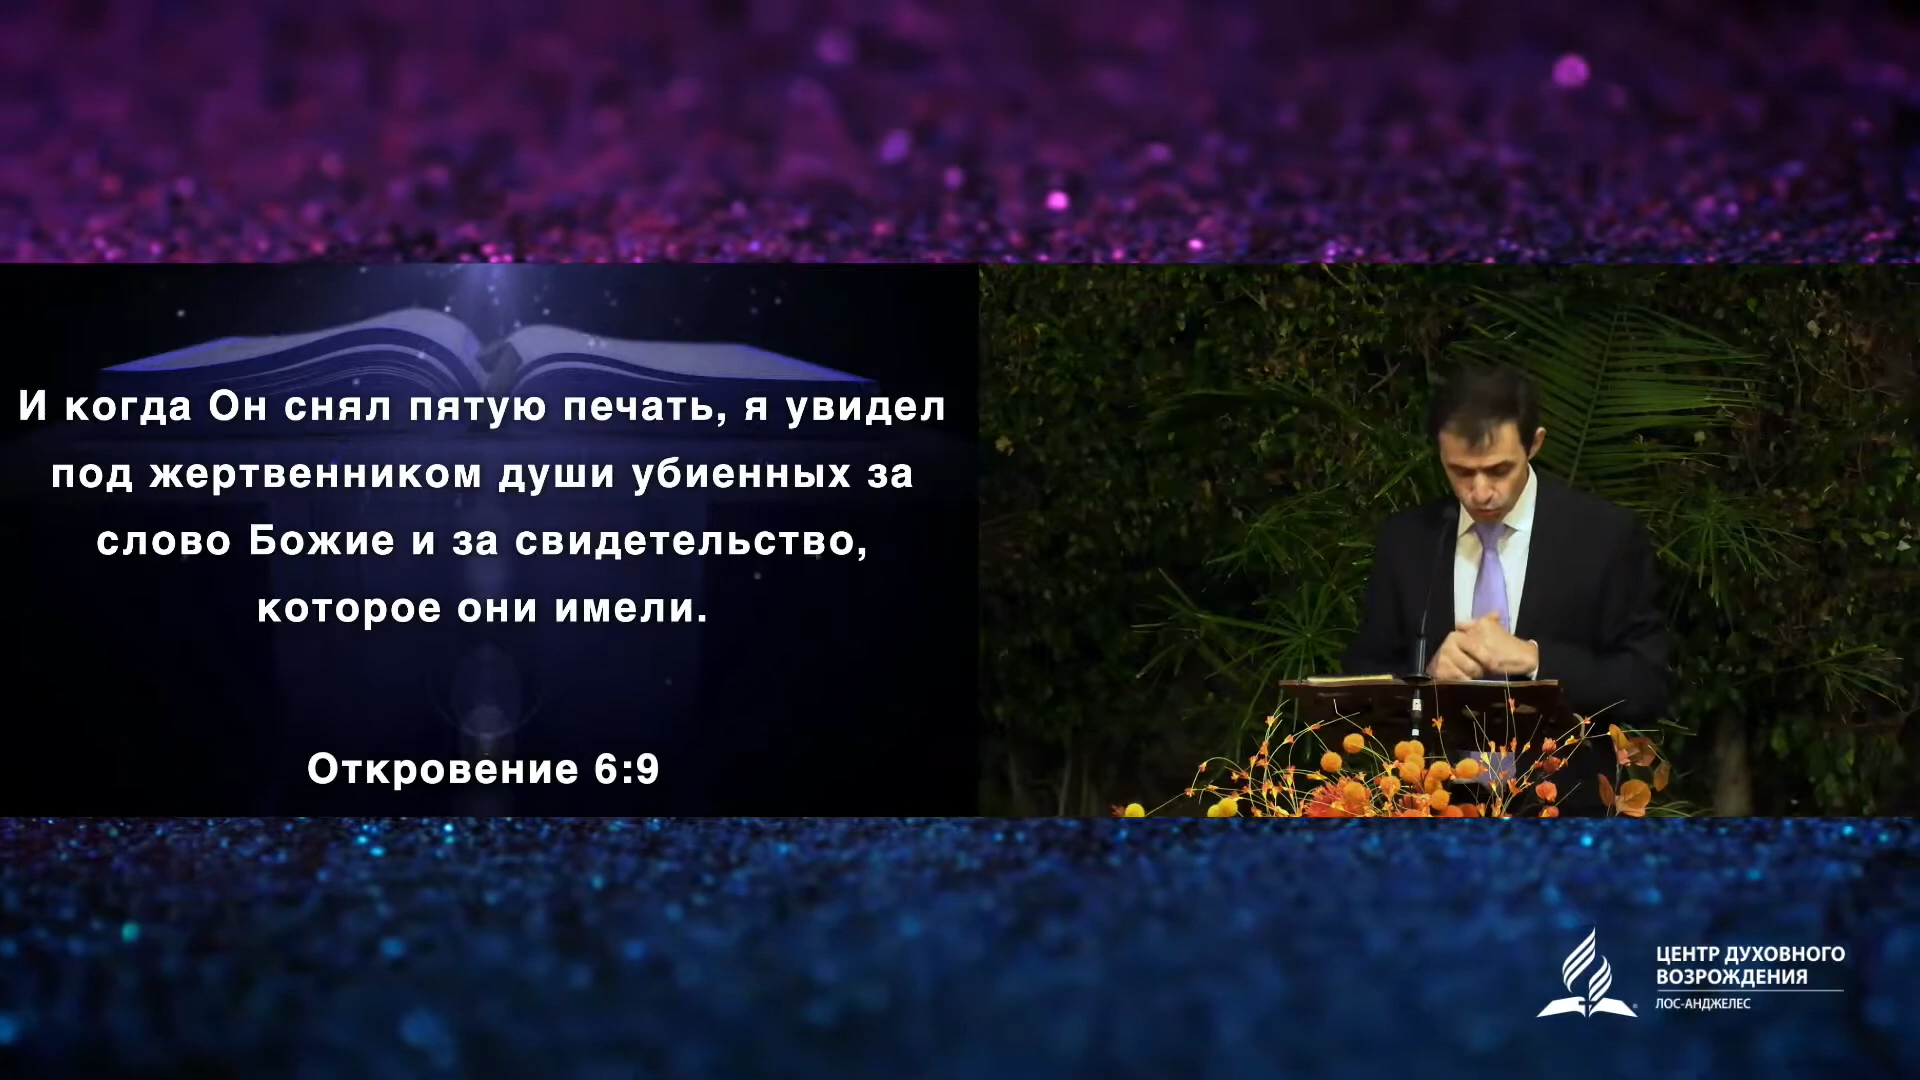 И когда Он снял пятую печать, я увидел
под жертвенником души убиенных за
слово Божие и за свидетельство,
которое они имели.
Откровение 6:9
ЦЕНТР ДУХОВНОГО
ВОЗРОЖДЕНИЯ
ЛОС-АНДЖЕЛЕС